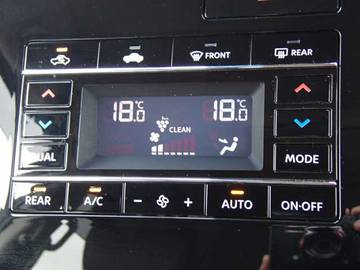 FRONT REAR
18.0°C 18.0°C
CLEAN
DUAL MODE
REAR A/C - + AUTO ON·OFF